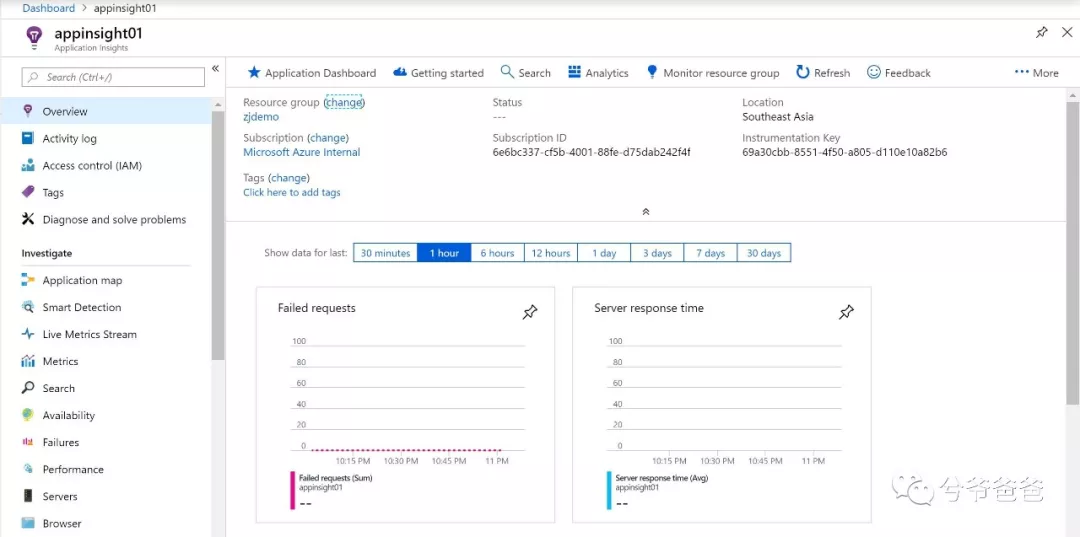 Dashboard > appinsight01
appinsight01
Application Insights
Search (Ctrl+/)
«
Overview
Activity log
Access control (IAM)
Tags
Diagnose and solve problems
Investigate
Application map
Smart Detection
Live Metrics Stream
Metrics
Search
Availability
Failures
Performance
Servers
Browser
Application Dashboard Getting started Search Analytics Monitor resource group Refresh Feedback ··· More
Resource group (change) Status Location
zjdemo --- Southeast Asia
Subscription (change) Subscription ID Instrumentation Key
Microsoft Azure Internal 6e6bc337-cf5b-4001-88fe-d75dab242f4f 69a30cbb-8551-4f50-a805-d110e10a82b6
Tags (change)
Click here to add tags
Show data for last: 30 minutes 1 hour 6 hours 12 hours 1 day 3 days 7 days 30 days
Failed requests
100
80
60
40
20
0
10:15 PM 10:30 PM 10:45 PM 11 PM
Failed requests (Sum)
appinsight01
--
Server response time
100
80
60
40
20
0
10:15 PM 10:30 PM 10:45 PM 11 PM
Server response time (Avg)
appinsight01
--
兮爷爸爸